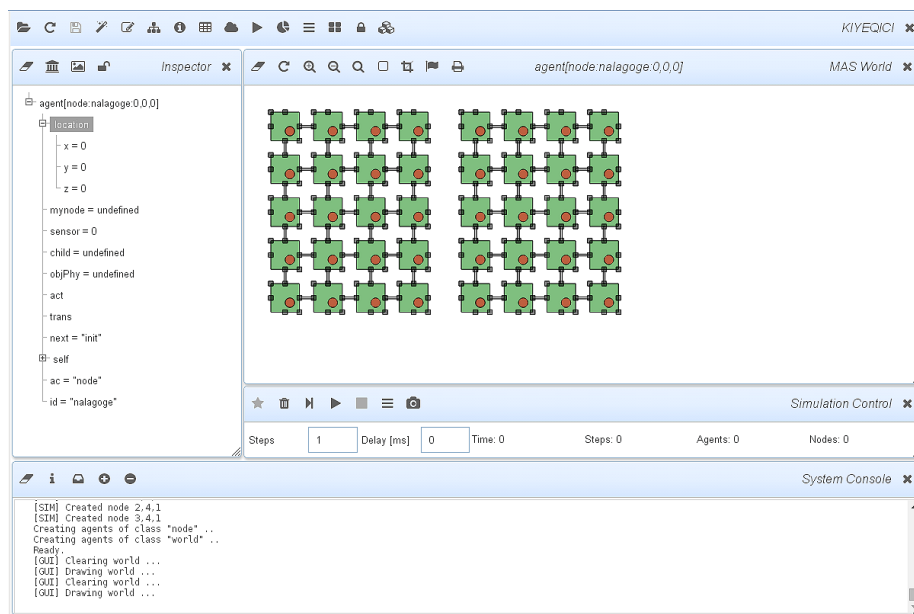 KIYEQICI
Inspector
agent[node:nalagoge:0,0,0]
MAS World
agent[node:nalagoge:0,0,0]
location
x = 0
y = 0
z = 0
mynode = undefined
sensor = 0
child = undefined
objPhy = undefined
act
trans
next = "init"
self
ac = "node"
id = "nalagoge"
Simulation Control
Steps 1 Delay [ms] 0 Time: 0 Steps: 0 Agents: 0 Nodes: 0
System Console
[SIM] Created node 2,4,1
[SIM] Created node 3,4,1
Creating agents of class "node" ..
Creating agents of class "world" ..
Ready.
[GUI] Clearing world ...
[GUI] Drawing world ...
[GUI] Clearing world ...
[GUI] Drawing world ...